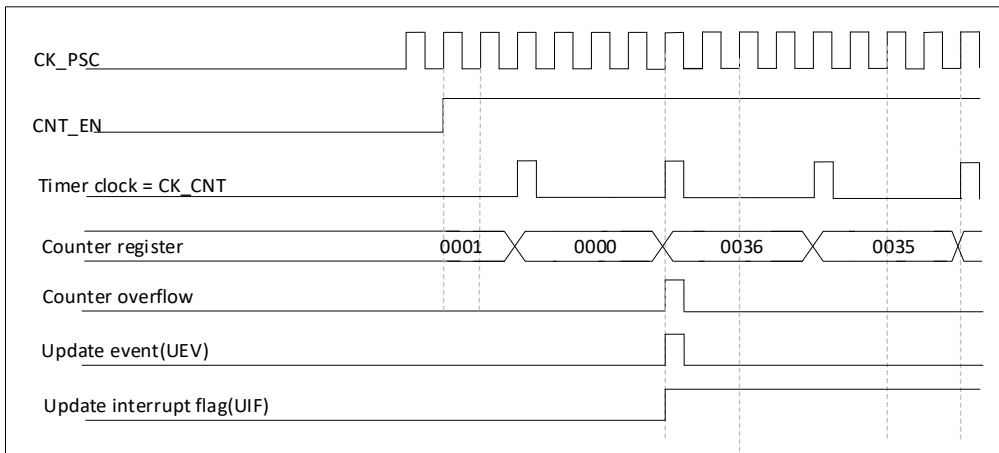 CK_PSC
CNT_EN
Timer clock = CK_CNT
Counter register 0001 0000 0036 0035
Counter overflow
Update event(UEV)
Update interrupt flag(UIF)